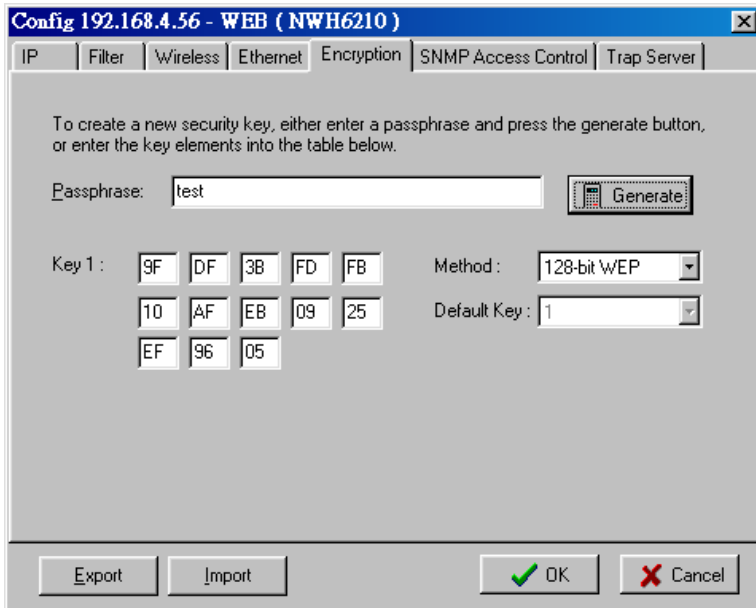 Config 192.168.4.56 - WEB ( NWH6210 )
IP Filter Wireless Ethernet Encryption SNMP Access Control Trap Server
To create a new security key, either enter a passphrase and press the generate button,
or enter the key elements into the table below.
Passphrase: test Generate
Key 1 : 9F DF 3B FD FB Method : 128-bit WEP
10 AF EB 09 25 Default Key : 1
EF 96 05
Export Import OK Cancel